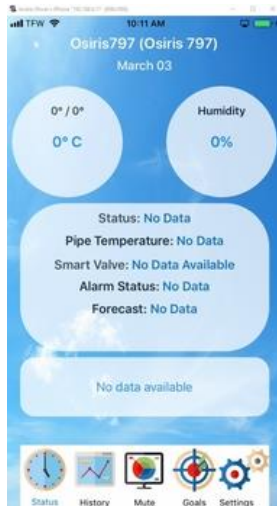 TFW 10:11 AM
Osiris797 (Osiris 797)
March 03
0° / 0°
0° C
Humidity
0%
Status: No Data
Pipe Temperature: No Data
Smart Valve: No Data Available
Alarm Status: No Data
Forecast: No Data
No data available
Status History Mute Goals Settings